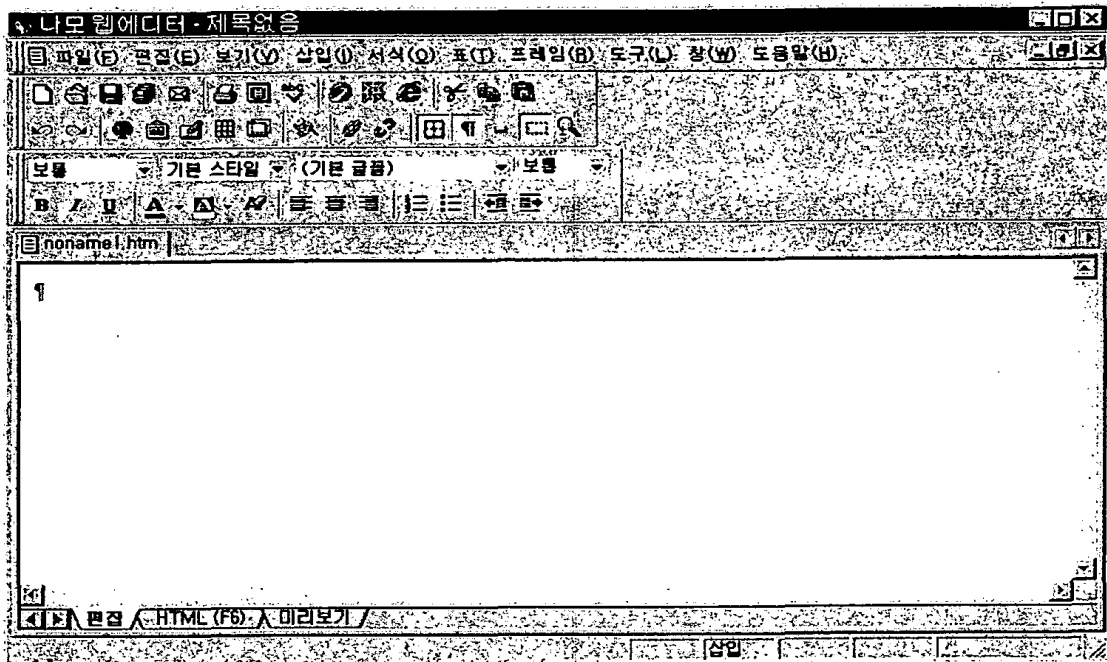 나모 웹에디터 - 제목없음
파일(F) 편집(E) 보기(V) 삽입(I) 서식(O) 표(T) 프레임(R) 도구(L) 창(W) 도움말(H)
보통 기본 스타일 (기본 글꼴) 보통
B I U A
noname1.htm
¶
편집 HTML (F6) 미리보기
삽입